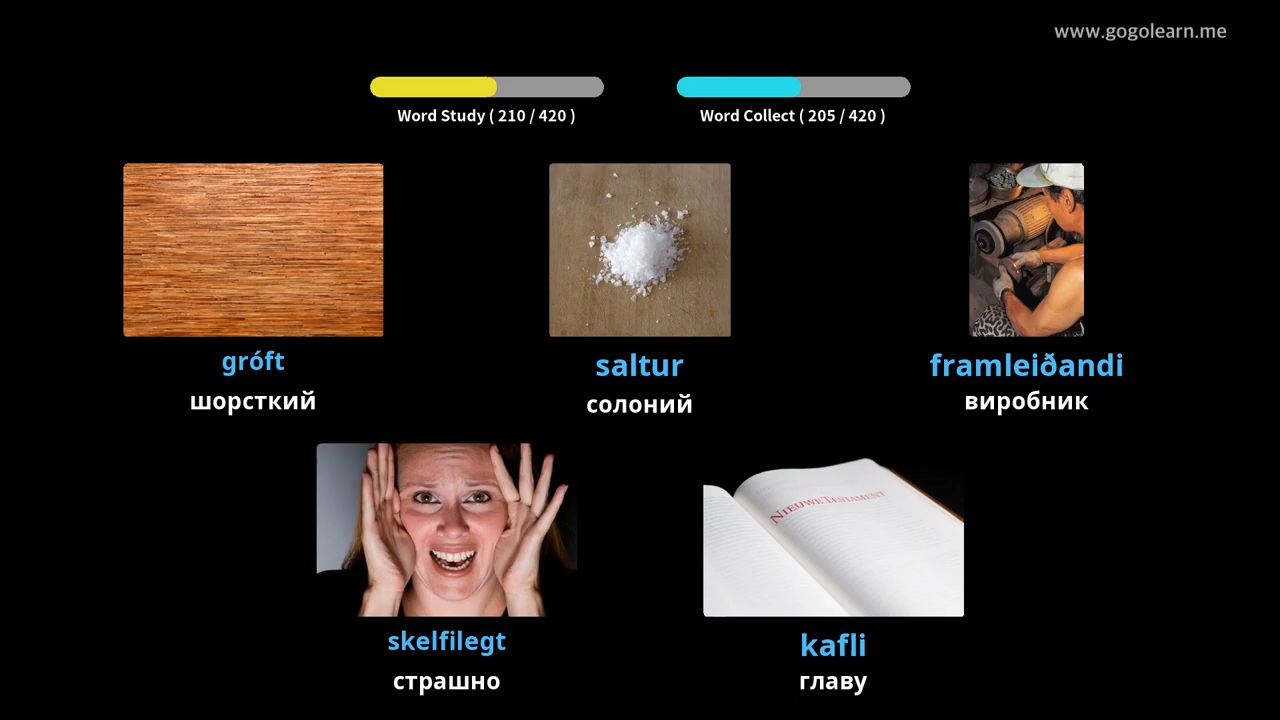 www.gogolearn.me
Word Study ( 210 / 420 )
Word Collect ( 205 / 420 )
gróft
шорсткий
saltur
солоний
framleiðandi
виробник
NIEUWE TESTAMENT
skelfilegt
страшно
kafli
главу